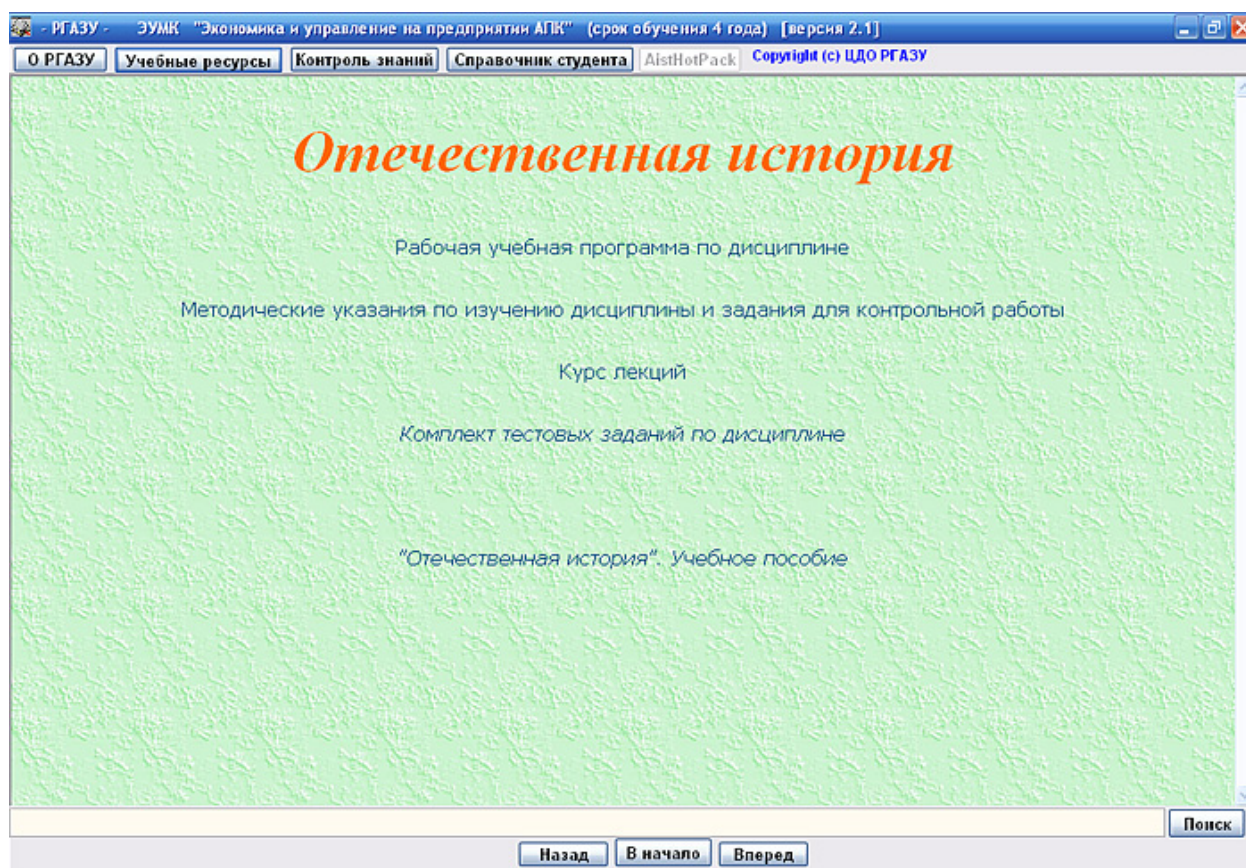 - РГАЗУ - ЭУМК "Экономика и управление на предприятии АПК" (срок обучения 4 года) [версия 2.1]
О РГАЗУ Учебные ресурсы Контроль знаний Справочник студента AistHotPack Copyright (c) ЦДО РГАЗУ
Отечественная история
Рабочая учебная программа по дисциплине
Методические указания по изучению дисциплины и задания для контрольной работы
Курс лекций
Комплект тестовых заданий по дисциплине
"Отечественная история". Учебное пособие
Поиск
Назад В начало Вперед